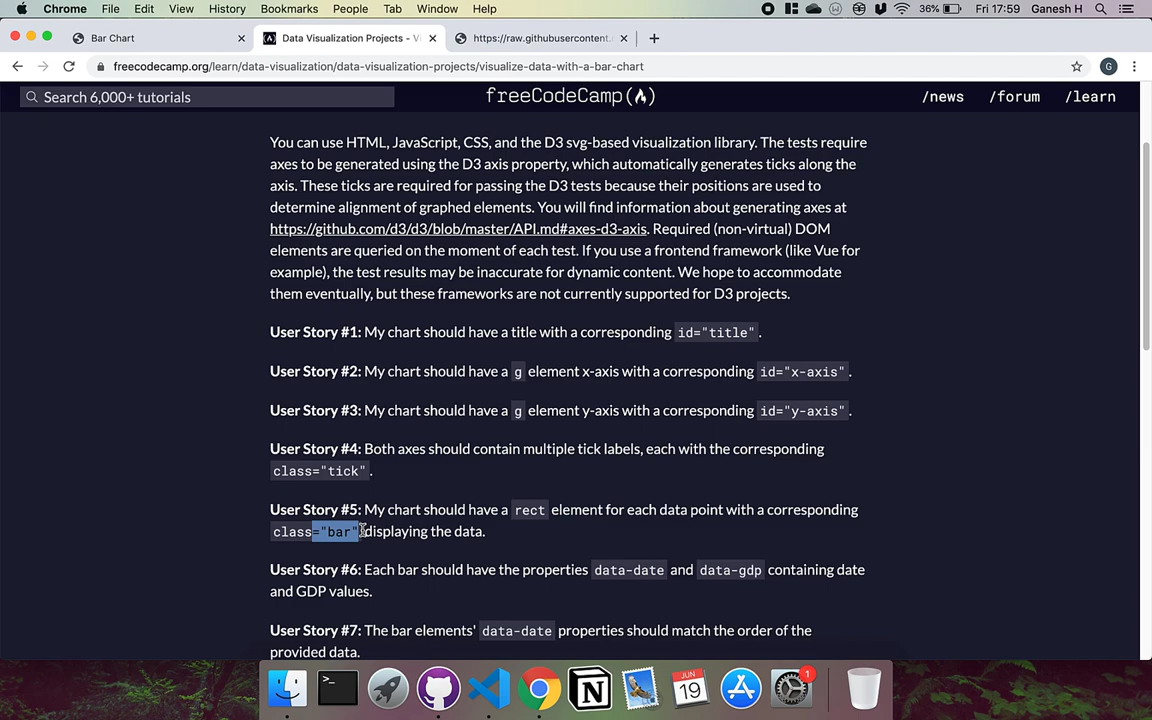 Chrome File Edit View History Bookmarks People Tab Window Help 36% Fri 17:59 Ganesh H
Bar Chart Data Visualization Projects - V https://raw.githubusercontent.
freecodecamp.org/learn/data-visualization/data-visualization-projects/visualize-data-with-a-bar-chart G
Search 6,000+ tutorials freeCodeCamp /news /forum /learn
You can use HTML, JavaScript, CSS, and the D3 svg-based visualization library. The tests require
axes to be generated using the D3 axis property, which automatically generates ticks along the
axis. These ticks are required for passing the D3 tests because their positions are used to
determine alignment of graphed elements. You will find information about generating axes at
https://github.com/d3/d3/blob/master/API.md#axes-d3-axis. Required (non-virtual) DOM
elements are queried on the moment of each test. If you use a frontend framework (like Vue for
example), the test results may be inaccurate for dynamic content. We hope to accommodate
them eventually, but these frameworks are not currently supported for D3 projects.
User Story #1: My chart should have a title with a corresponding id="title".
User Story #2: My chart should have a g element x-axis with a corresponding id="x-axis".
User Story #3: My chart should have a g element y-axis with a corresponding id="y-axis".
User Story #4: Both axes should contain multiple tick labels, each with the corresponding
class="tick".
User Story #5: My chart should have a rect element for each data point with a corresponding
class="bar" displaying the data.
User Story #6: Each bar should have the properties data-date and data-gdp containing date
and GDP values.
User Story #7: The bar elements' data-date properties should match the order of the
provided data.
JUN
19
1